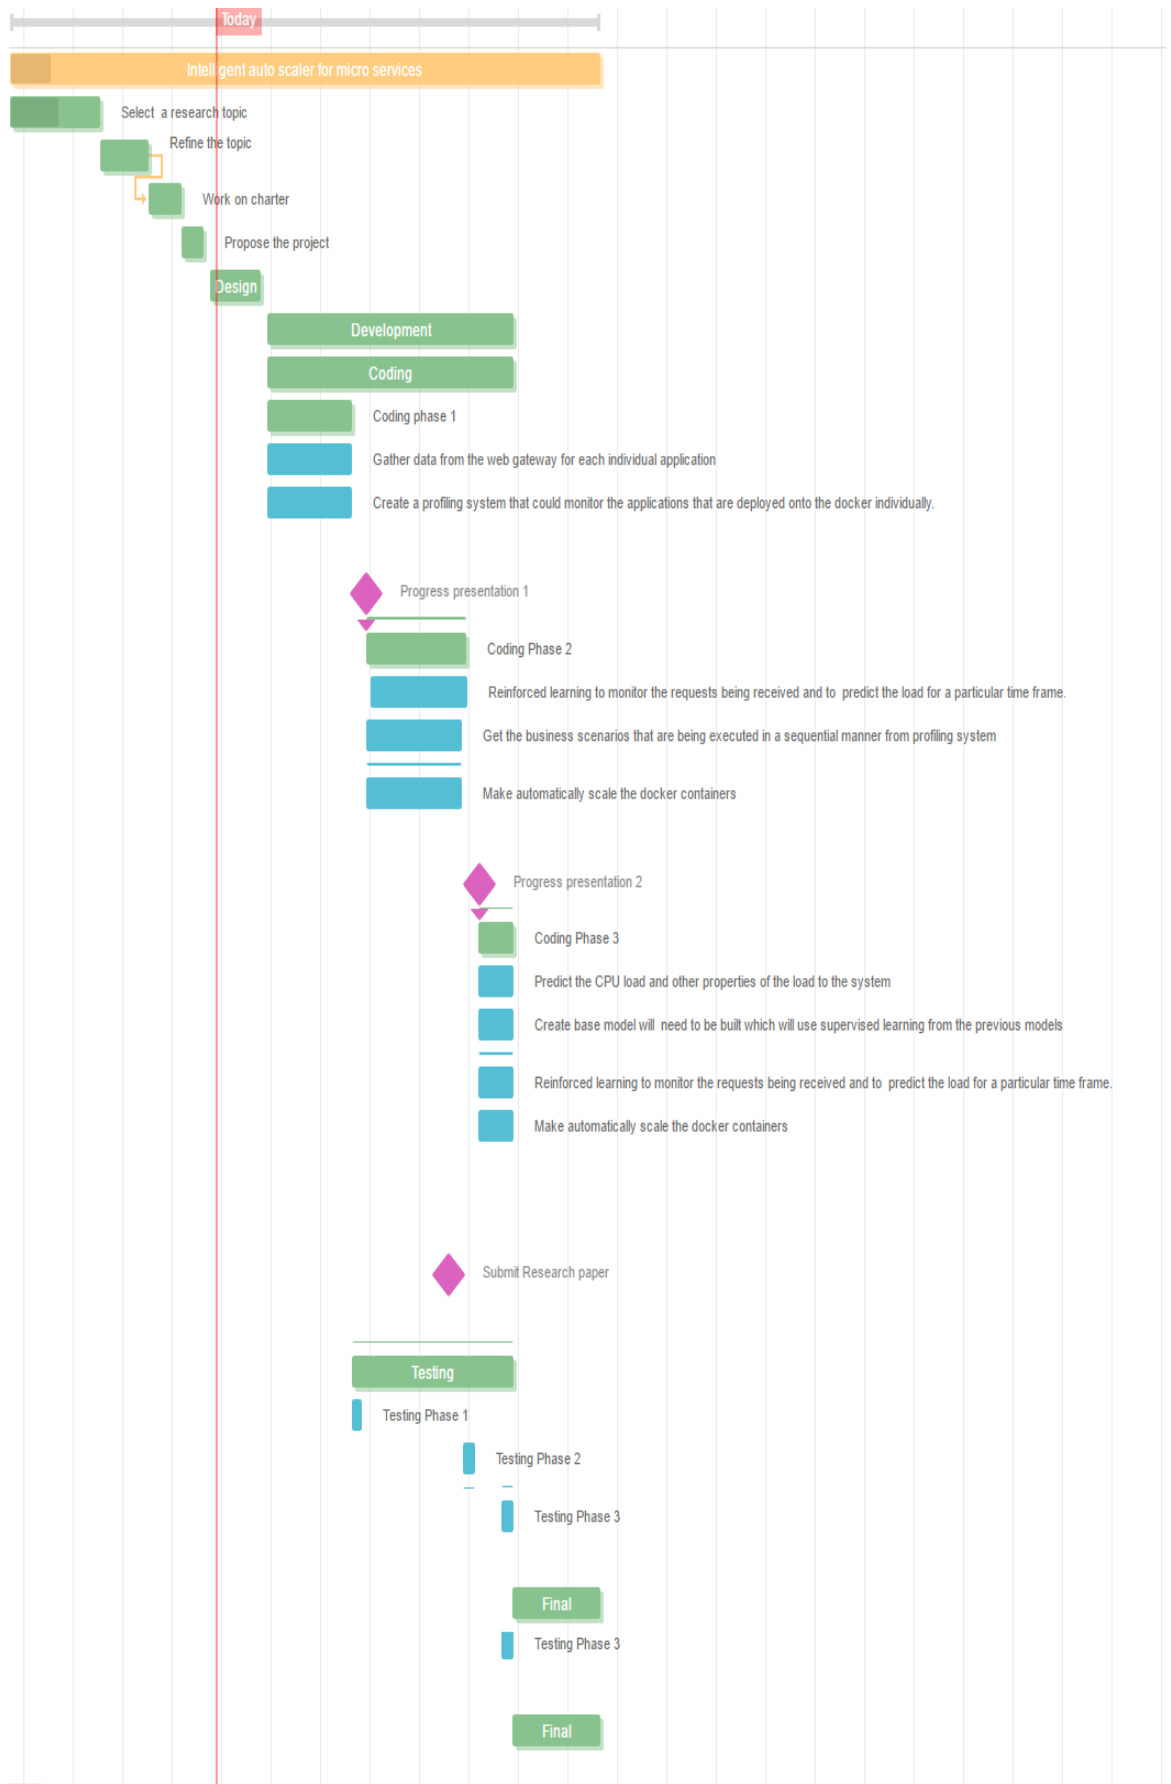 Today
Intelligent auto scaler for micro services
Select  a research topic
Refine the topic
Work on charter
Propose the project
Design
Development
Coding
Coding phase 1
Gather data from the web gateway for each individual application
Create a profiling system that could monitor the applications that are deployed onto the docker individually.
Progress presentation 1
Coding Phase 2
Reinforced learning to monitor the requests being received and to  predict the load for a particular time frame.
Get the business scenarios that are being executed in a sequential manner from profiling system
Make automatically scale the docker containers
Progress presentation 2
Coding Phase 3
Predict the CPU load and other properties of the load to the system
Create base model will  need to be built which will use supervised learning from the previous models
Reinforced learning to monitor the requests being received and to  predict the load for a particular time frame.
Make automatically scale the docker containers
Submit Research paper
Testing
Testing Phase 1
Testing Phase 2
Testing Phase 3
Final
Testing Phase 3
Final